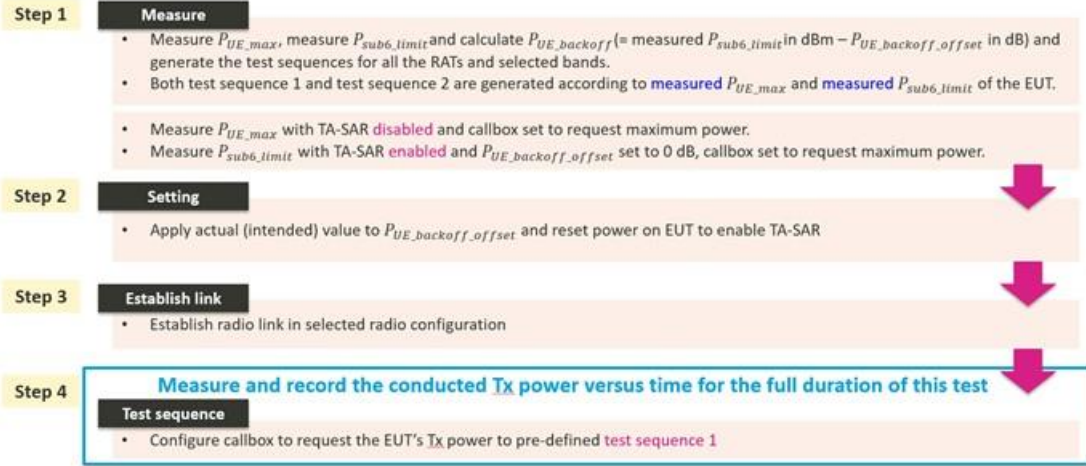 Step 1
Measure
• Measure P_UE_max, measure P_sub6_limit and calculate P_UE_backoff (= measured P_sub6_limit in dBm – P_UE_backoff_offset in dB) and
generate the test sequences for all the RATs and selected bands.
• Both test sequence 1 and test sequence 2 are generated according to measured P_UE_max and measured P_sub6_limit of the EUT.
• Measure P_UE_max with TA-SAR disabled and callbox set to request maximum power.
• Measure P_sub6_limit with TA-SAR enabled and P_UE_backoff_offset set to 0 dB, callbox set to request maximum power.
Step 2
Setting
• Apply actual (intended) value to P_UE_backoff_offset and reset power on EUT to enable TA-SAR
Step 3
Establish link
• Establish radio link in selected radio configuration
Step 4
Measure and record the conducted Tx power versus time for the full duration of this test
Test sequence
• Configure callbox to request the EUT's Tx power to pre-defined test sequence 1